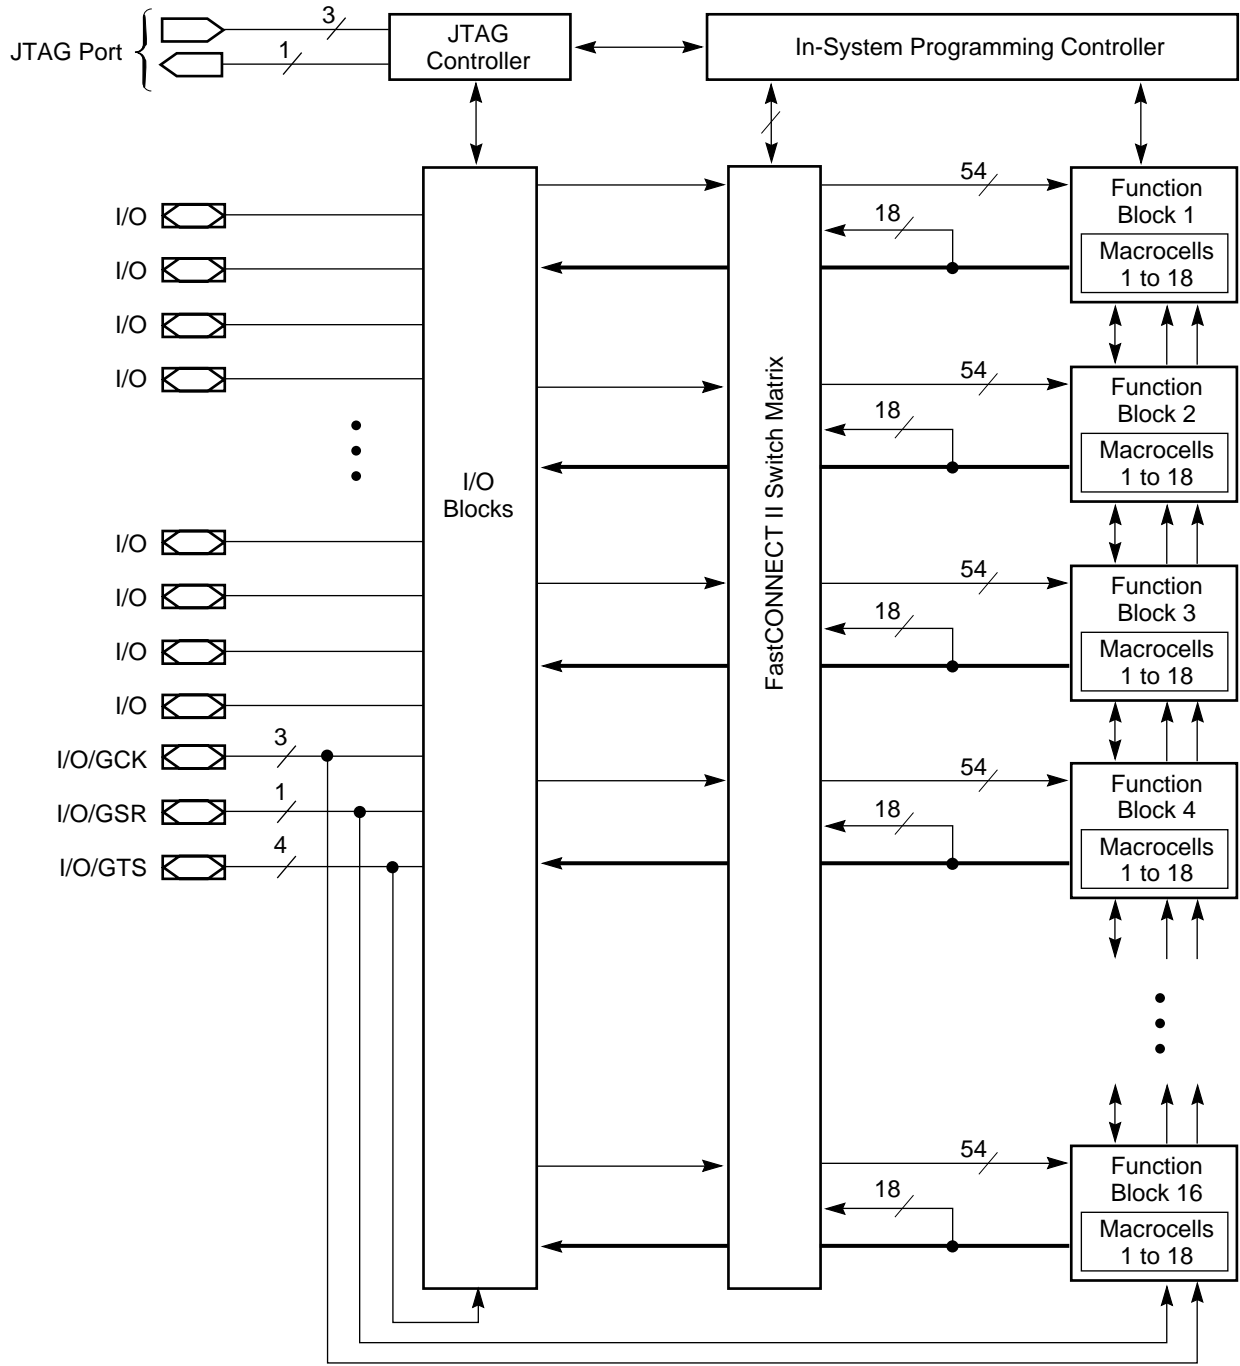 3
JTAG Port
1
JTAG
Controller
In-System Programming Controller
I/O
I/O
I/O
I/O
I/O
I/O
I/O
I/O
I/O/GCK
3
I/O/GSR
1
I/O/GTS
4
I/O
Blocks
FastCONNECT II Switch Matrix
54
18
Function
Block 1
Macrocells
1 to 18
54
18
Function
Block 2
Macrocells
1 to 18
54
18
Function
Block 3
Macrocells
1 to 18
54
18
Function
Block 4
Macrocells
1 to 18
54
18
Function
Block 16
Macrocells
1 to 18